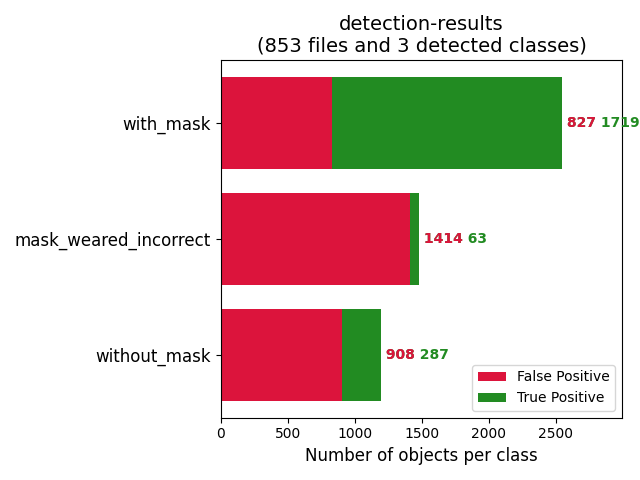 detection-results
(853 files and 3 detected classes)
with_mask
827 1719
mask_weared_incorrect
1414 63
without_mask
908 287
False Positive
True Positive
0 500 1000 1500 2000 2500
Number of objects per class